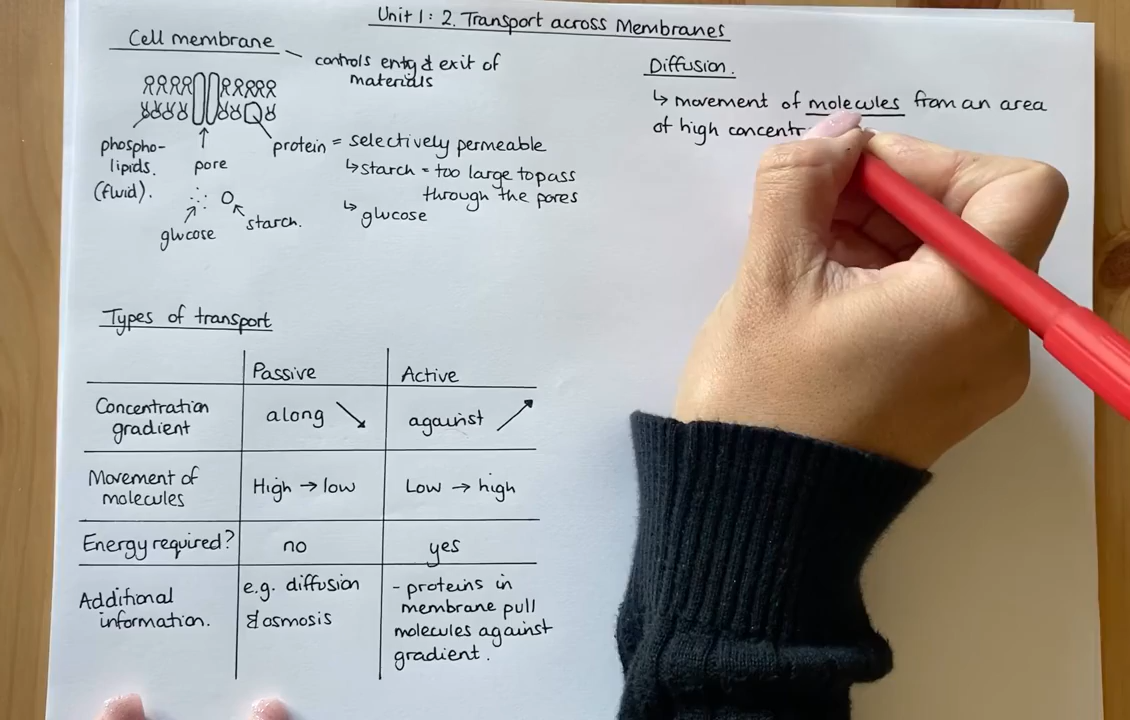 Unit 1: 2. Transport across Membranes
Cell membrane
controls entry & exit of
materials
phospho-
lipids.
(fluid).
pore
protein = selectively permeable
↳ starch = too large to pass
through the pores
↳ glucose
glucose
starch.
Types of transport
Passive
Active
Concentration
gradient
along ↘
against ↗
Movement of
molecules
High → low
Low → high
Energy required?
no
yes
Additional
information.
e.g. diffusion
& osmosis
- proteins in
membrane pull
molecules against
gradient.
Diffusion.
↳ movement of molecules from an area
of high concentr